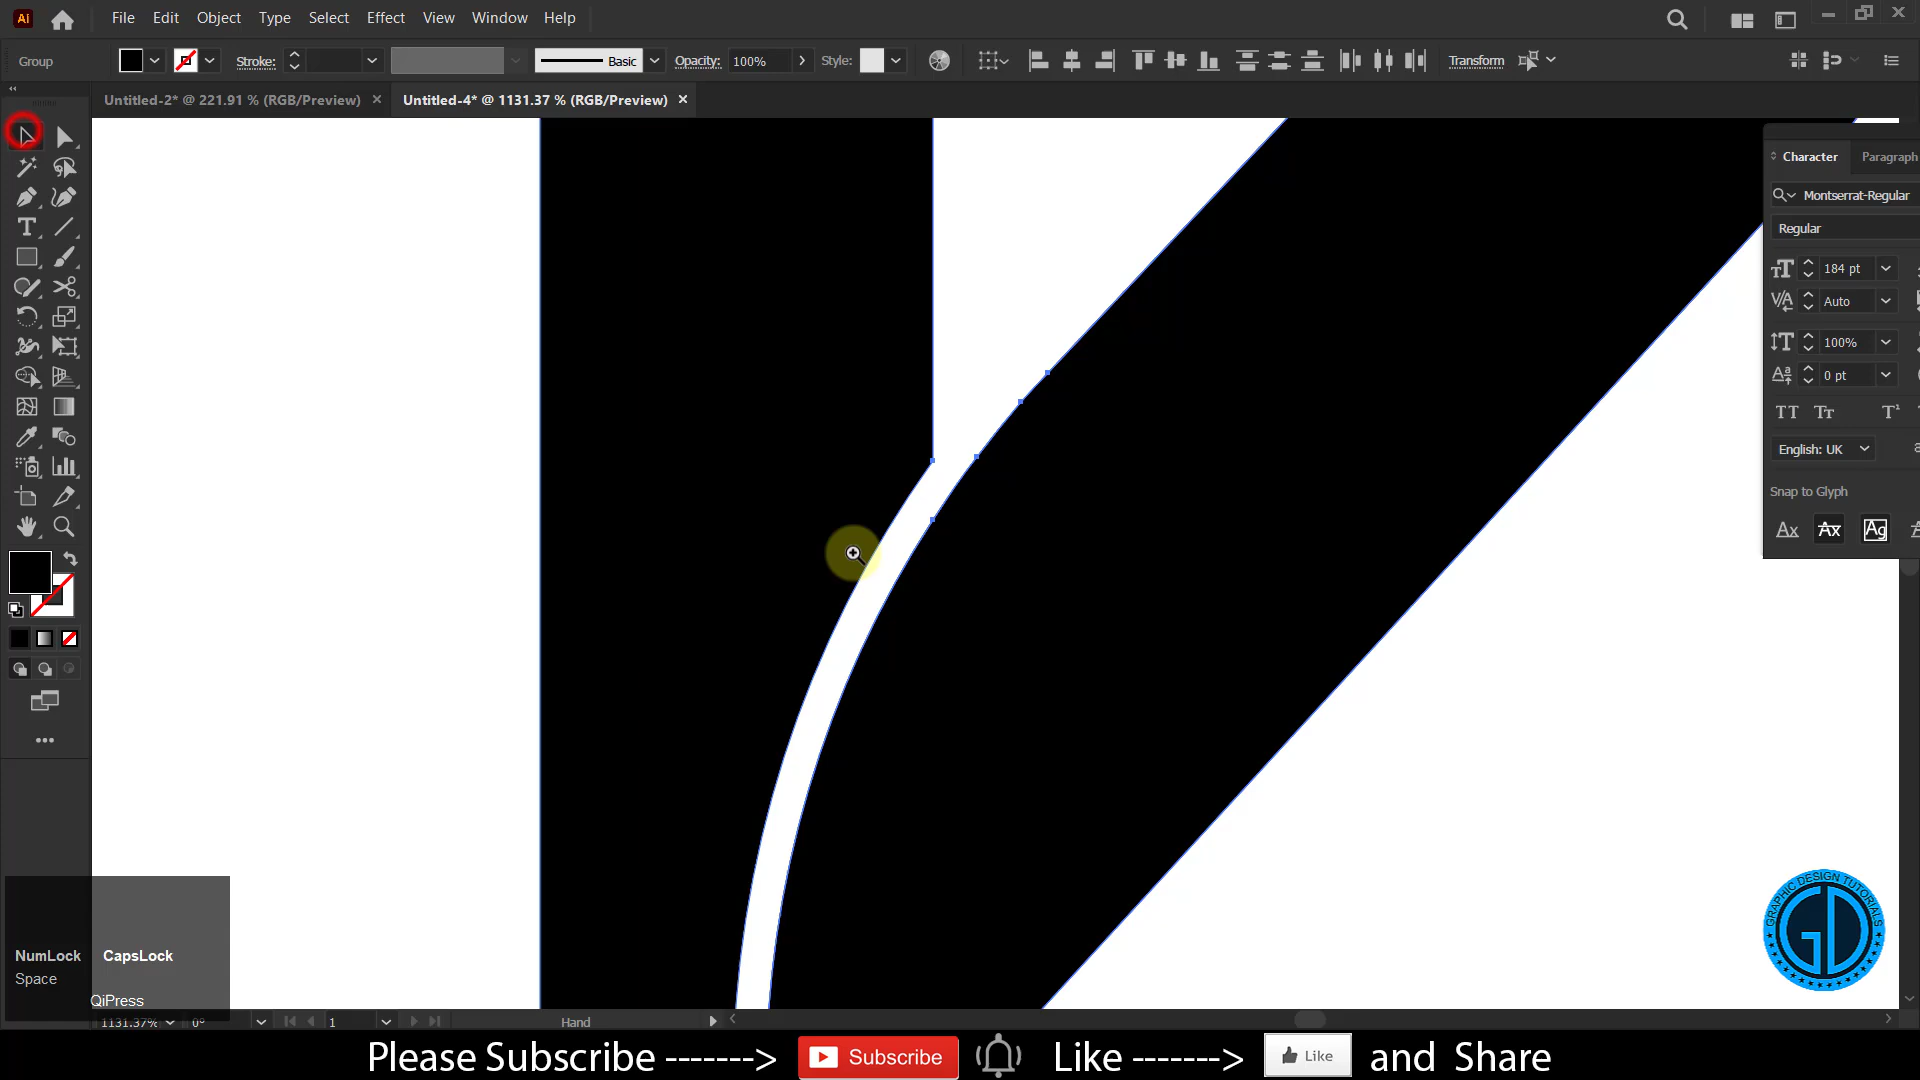 Ai File Edit Object Type Select Effect View Window Help
Group Stroke: Basic Opacity: 100% Style: Transform
Untitled-2* @ 221.91 % (RGB/Preview) × Untitled-4* @ 1131.37 % (RGB/Preview) ×
Character Paragraph
Montserrat-Regular
Regular
184 pt
Auto
100%
0 pt
TT Tr T¹
English: UK
Snap to Glyph
Ax Ax Ag
NumLock CapsLock
Space
QiPress
1131.37% 0° 1 Hand
GRAPHIC DESIGN TUTORIALS
GD
Please Subscribe -------> Subscribe Like -------> Like and Share